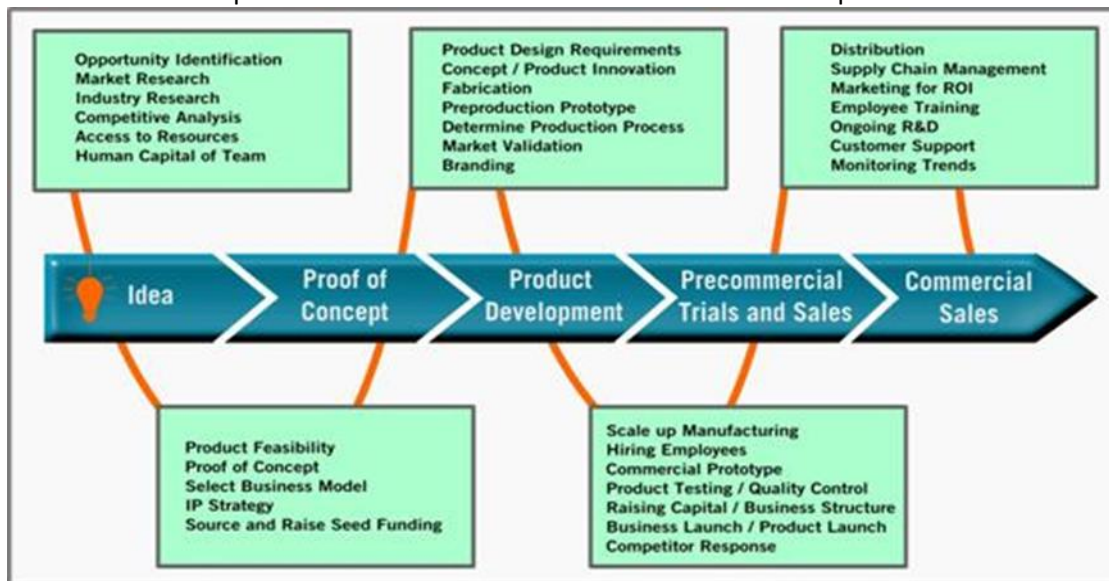 Opportunity Identification
Market Research
Industry Research
Competitive Analysis
Access to Resources
Human Capital of Team
Product Design Requirements
Concept / Product Innovation
Fabrication
Preproduction Prototype
Determine Production Process
Market Validation
Branding
Distribution
Supply Chain Management
Marketing for ROI
Employee Training
Ongoing R&D
Customer Support
Monitoring Trends
Idea
Proof of
Concept
Product
Development
Precommercial
Trials and Sales
Commercial
Sales
Product Feasibility
Proof of Concept
Select Business Model
IP Strategy
Source and Raise Seed Funding
Scale up Manufacturing
Hiring Employees
Commercial Prototype
Product Testing / Quality Control
Raising Capital / Business Structure
Business Launch / Product Launch
Competitor Response